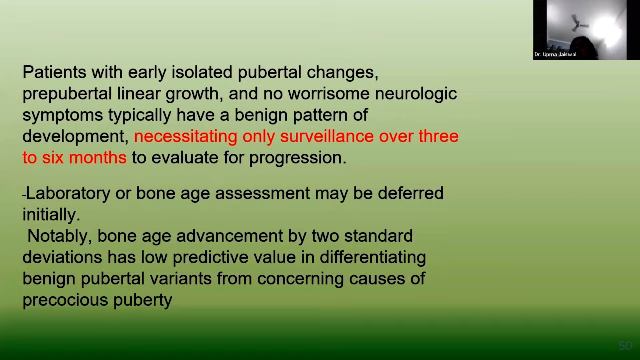 Dr. Uprna Jaiswal
Patients with early isolated pubertal changes,
prepubertal linear growth, and no worrisome neurologic
symptoms typically have a benign pattern of
development, necessitating only surveillance over three
to six months to evaluate for progression.
-Laboratory or bone age assessment may be deferred
initially.
Notably, bone age advancement by two standard
deviations has low predictive value in differentiating
benign pubertal variants from concerning causes of
precocious puberty
50